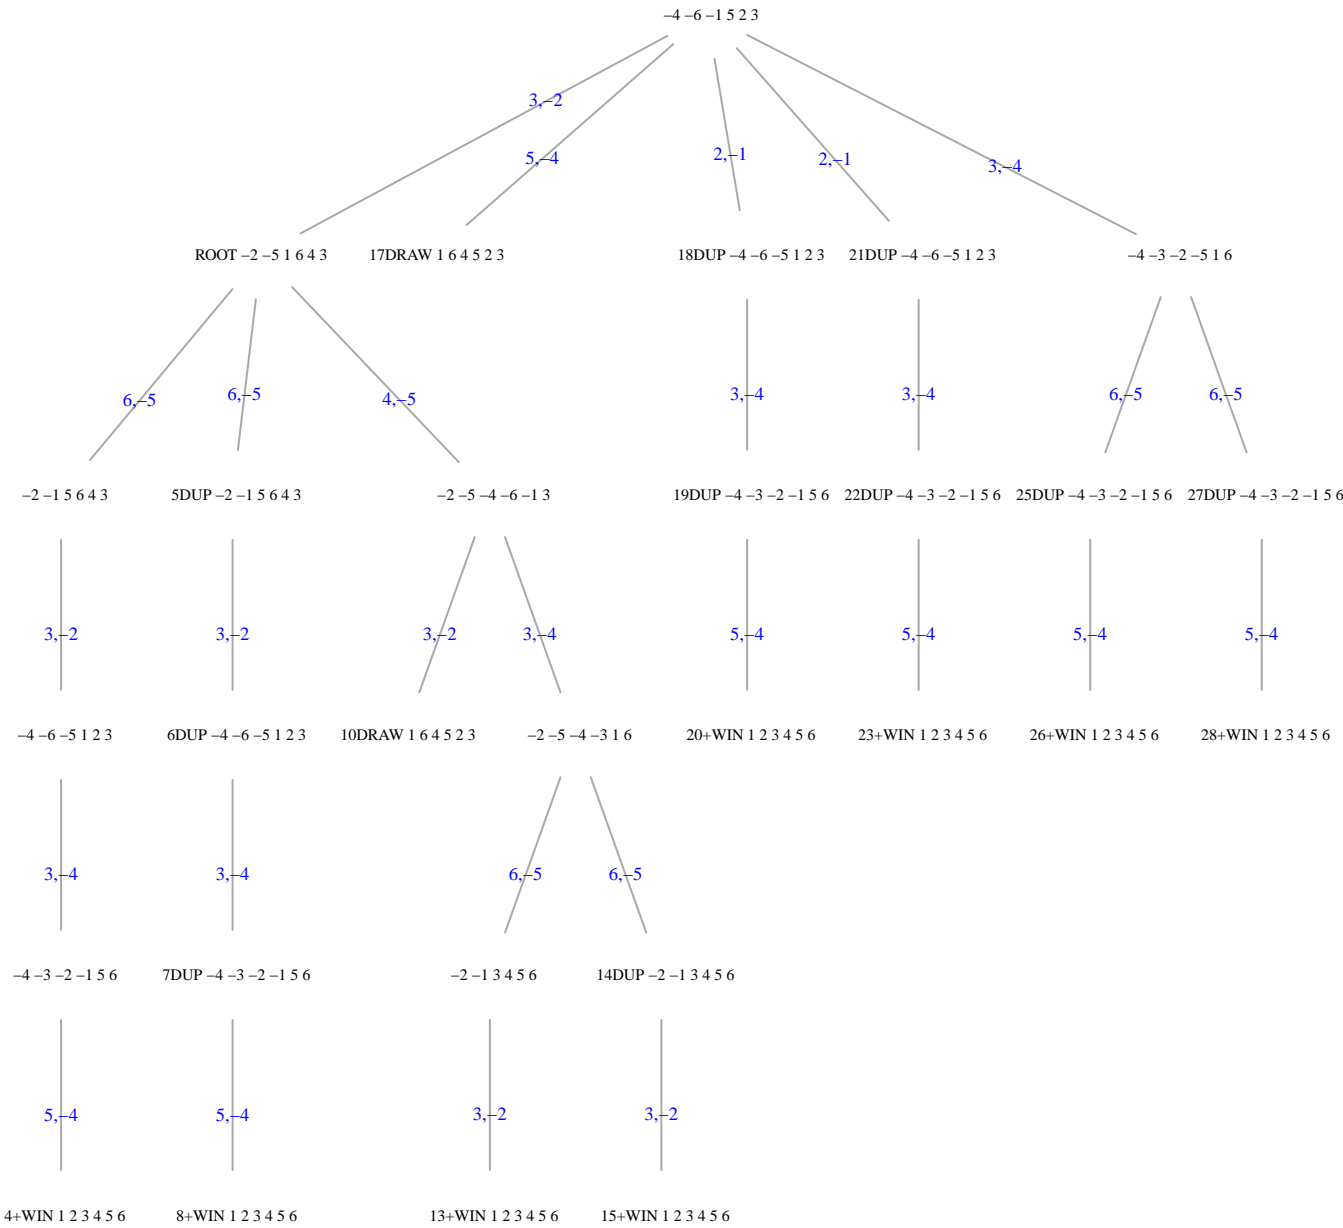 −4 −6 −1 5 2 3
3,−2
5,−4
2,−1
2,−1
3,−4
ROOT −2 −5 1 6 4 3
17DRAW 1 6 4 5 2 3
18DUP −4 −6 −5 1 2 3
21DUP −4 −6 −5 1 2 3
−4 −3 −2 −5 1 6
6,−5
6,−5
4,−5
3,−4
3,−4
6,−5
6,−5
−2 −1 5 6 4 3
5DUP −2 −1 5 6 4 3
−2 −5 −4 −6 −1 3
19DUP −4 −3 −2 −1 5 6
22DUP −4 −3 −2 −1 5 6
25DUP −4 −3 −2 −1 5 6
27DUP −4 −3 −2 −1 5 6
3,−2
3,−2
3,−2
3,−4
5,−4
5,−4
5,−4
5,−4
−4 −6 −5 1 2 3
6DUP −4 −6 −5 1 2 3
10DRAW 1 6 4 5 2 3
−2 −5 −4 −3 1 6
20+WIN 1 2 3 4 5 6
23+WIN 1 2 3 4 5 6
26+WIN 1 2 3 4 5 6
28+WIN 1 2 3 4 5 6
3,−4
3,−4
6,−5
6,−5
−4 −3 −2 −1 5 6
7DUP −4 −3 −2 −1 5 6
−2 −1 3 4 5 6
14DUP −2 −1 3 4 5 6
5,−4
5,−4
3,−2
3,−2
4+WIN 1 2 3 4 5 6
8+WIN 1 2 3 4 5 6
13+WIN 1 2 3 4 5 6
15+WIN 1 2 3 4 5 6